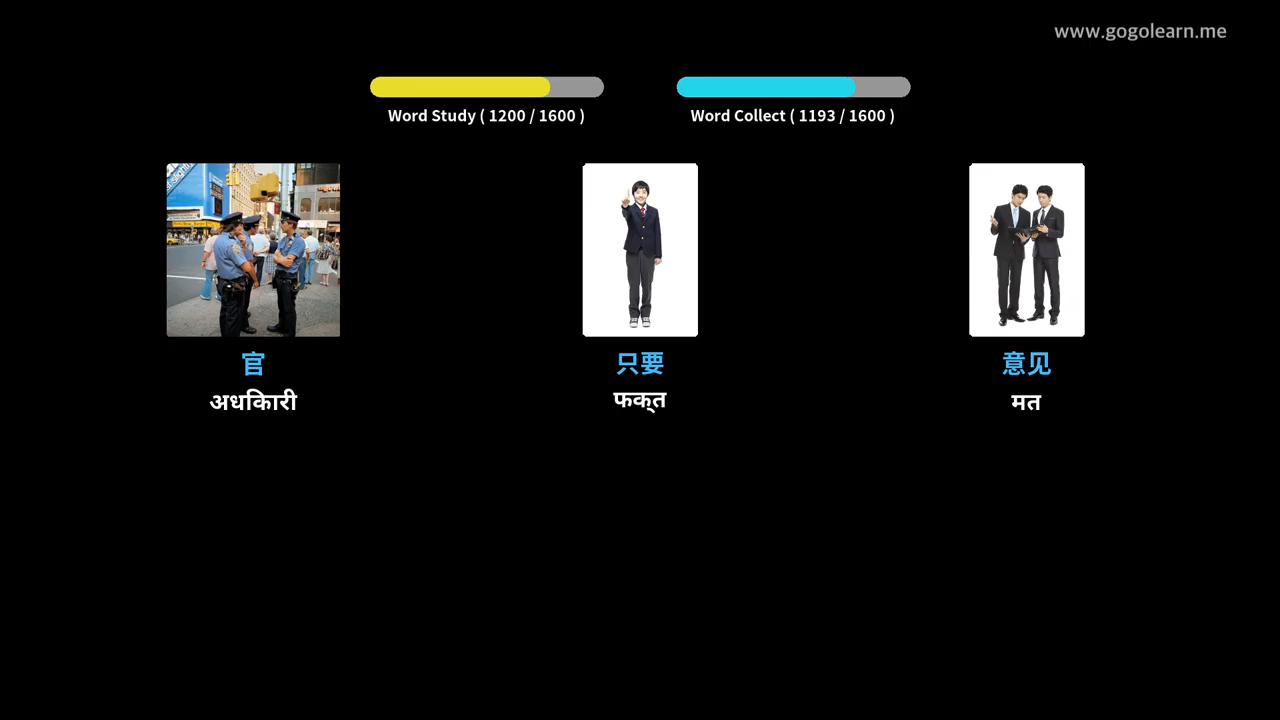 www.gogolearn.me
Word Study ( 1200 / 1600 )
Word Collect ( 1193 / 1600 )
官
只要
意见
अधिकारी
फक्त
मत